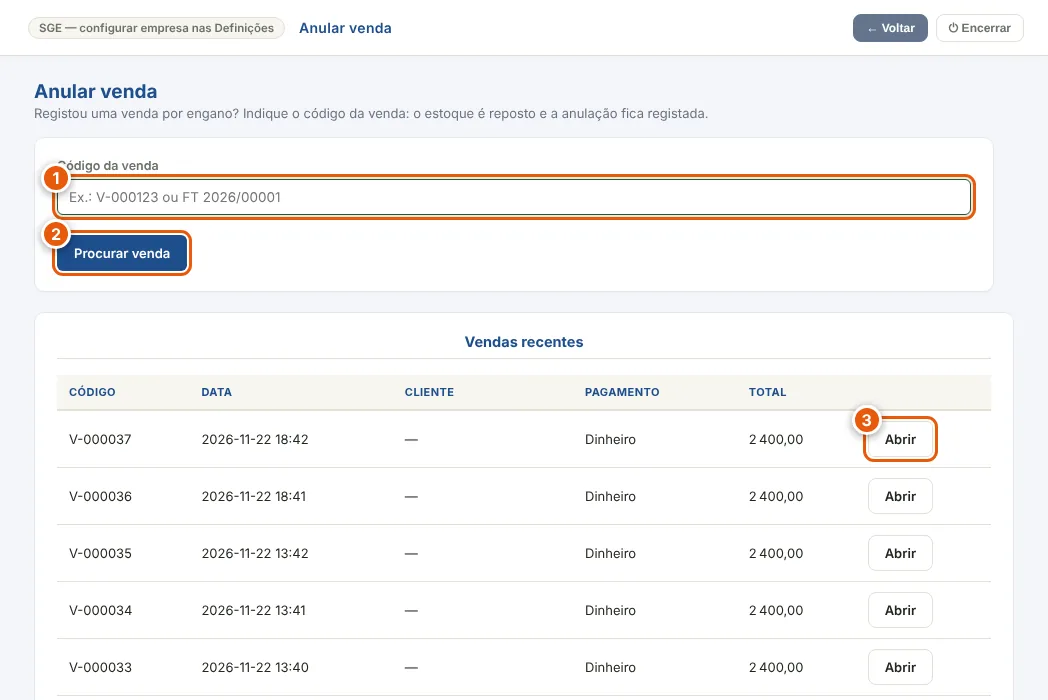 SGE — configurar empresa nas Definições Anular venda ← Voltar Encerrar
Anular venda
Registou uma venda por engano? Indique o código da venda: o estoque é reposto e a anulação fica registada.
Código da venda
1
Ex.: V-000123 ou FT 2026/00001
2
Procurar venda
Vendas recentes
CÓDIGO DATA CLIENTE PAGAMENTO TOTAL
3
V-000037 2026-11-22 18:42 — Dinheiro 2 400,00 Abrir
V-000036 2026-11-22 18:41 — Dinheiro 2 400,00 Abrir
V-000035 2026-11-22 13:42 — Dinheiro 2 400,00 Abrir
V-000034 2026-11-22 13:41 — Dinheiro 2 400,00 Abrir
V-000033 2026-11-22 13:40 — Dinheiro 2 400,00 Abrir